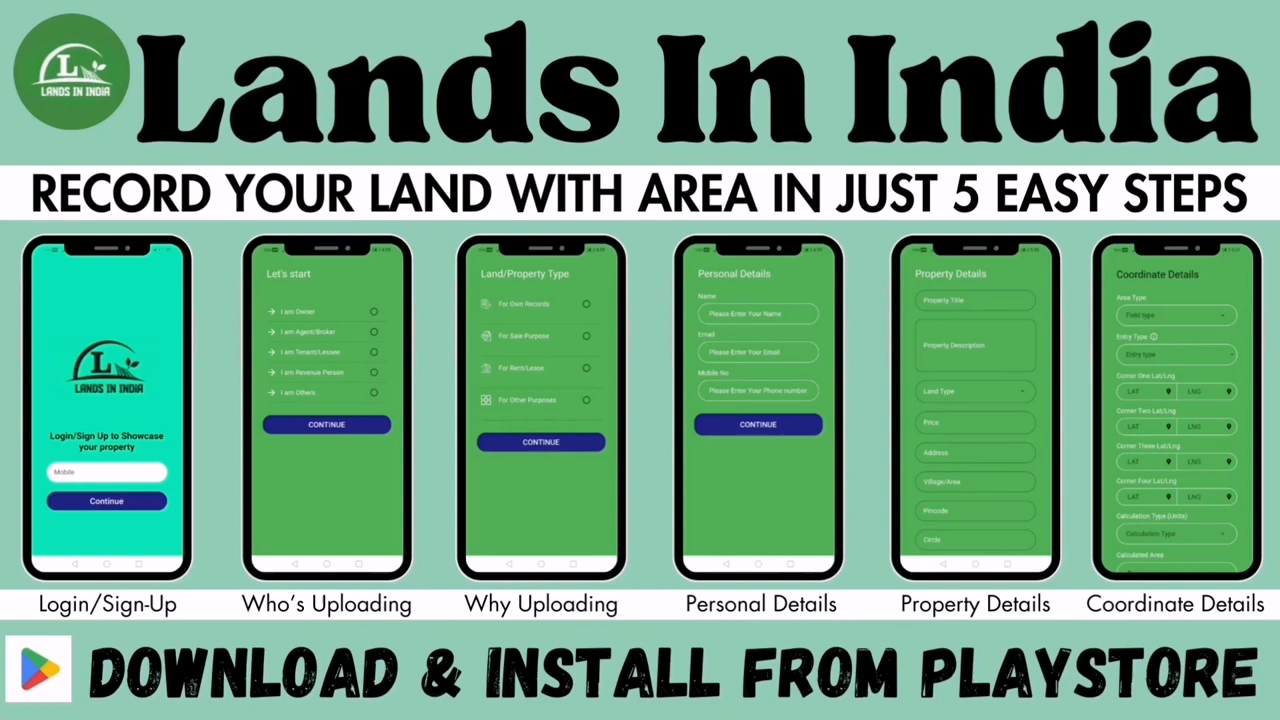 L
LANDS IN INDIA
Lands In India
RECORD YOUR LAND WITH AREA IN JUST 5 EASY STEPS
L
LANDS IN INDIA
Login/Sign Up to Showcase
your property
Mobile
Continue
Let's start
I am Owner
I am Agent/Broker
I am Tenant/Lessee
I am Revenue Person
I am Others
CONTINUE
Land/Property Type
For Own Records
For Sale Purpose
For Rent/Lease
For Other Purposes
CONTINUE
Personal Details
Name
Please Enter Your Name
Email
Please Enter Your Email
Mobile No
Please Enter Your Phone number
CONTINUE
Property Details
Property Title
Property Description
Land Type
Price
Address
Village/Area
Pincode
Circle
Coordinate Details
Area Type
Field type
Entry Type
Entry type
Corner One Lat/Lng
LAT LNG
Corner Two Lat/Lng
LAT LNG
Corner Three Lat/Lng
LAT LNG
Corner Four Lat/Lng
LAT LNG
Calculation Type (Units)
Calculation Type
Calculated Area
Login/Sign-Up
Who's Uploading
Why Uploading
Personal Details
Property Details
Coordinate Details
DOWNLOAD & INSTALL FROM PLAYSTORE